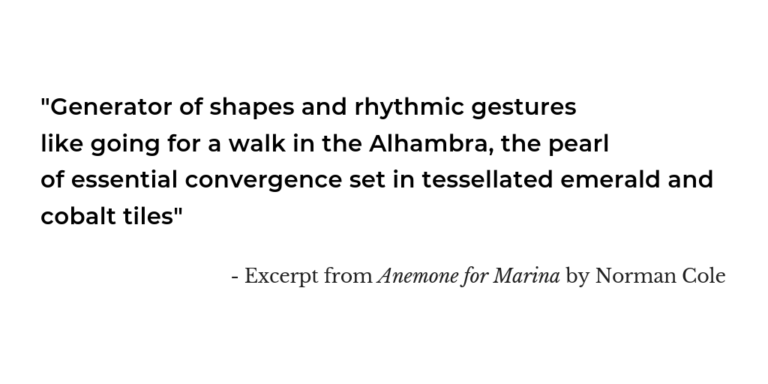 "Generator of shapes and rhythmic gestures
like going for a walk in the Alhambra, the pearl
of essential convergence set in tessellated emerald and
cobalt tiles"
- Excerpt from Anemone for Marina by Norman Cole